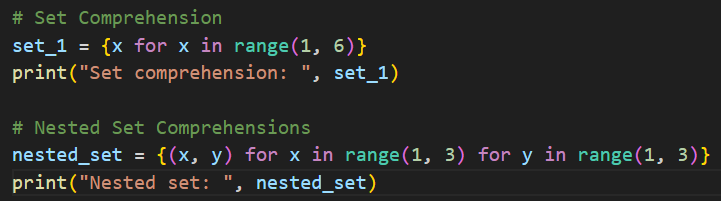 # Set Comprehension
set_1 = {x for x in range(1, 6)}
print("Set comprehension: ", set_1)
# Nested Set Comprehensions
nested_set = {(x, y) for x in range(1, 3) for y in range(1, 3)}
print("Nested set: ", nested_set)